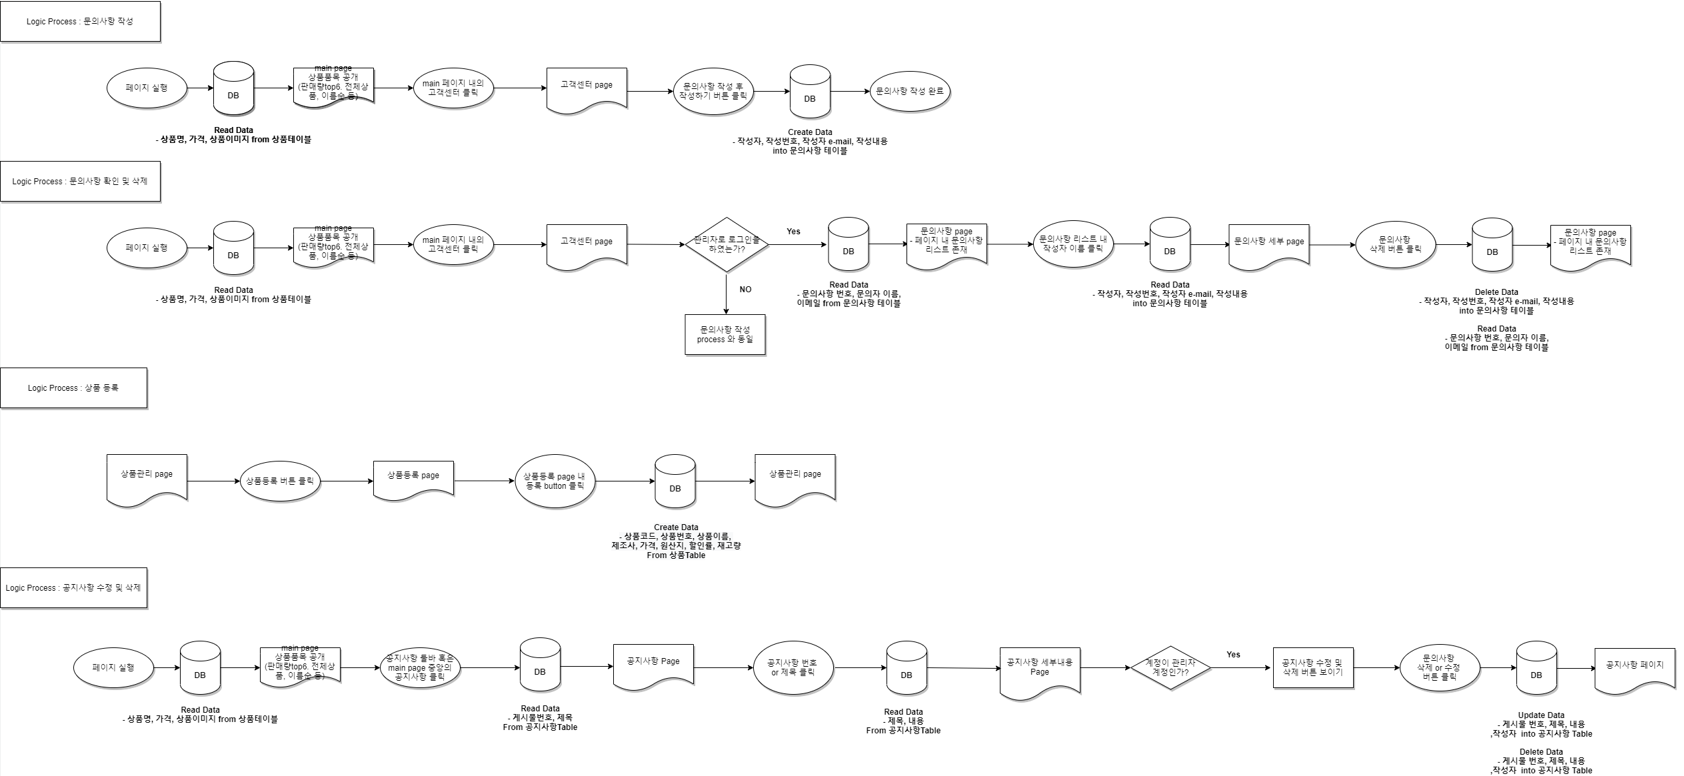 Logic Process : 문의사항 작성
페이지 실행
DB
Read Data
- 상품명, 가격, 상품이미지 from 상품테이블
main page
상품품목 공개
(판매량top6. 전체상
품, 이름순 등)
main 페이지 내의
고객센터 클릭
고객센터 page
문의사항 작성 후
작성하기 버튼 클릭
DB
Create Data
- 작성자, 작성번호, 작성자 e-mail, 작성내용
into 문의사항 테이블
문의사항 작성 완료
Logic Process : 문의사항 확인 및 삭제
페이지 실행
DB
Read Data
- 상품명, 가격, 상품이미지 from 상품테이블
main page
상품품목 공개
(판매량top6. 전체상
품, 이름순 등)
main 페이지 내의
고객센터 클릭
고객센터 page
관리자로 로그인을
하였는가?
NO
문의사항 작성
process 와 동일
Yes
DB
Read Data
- 문의사항 번호, 문의자 이름,
이메일 from 문의사항 테이블
문의사항 page
- 페이지 내 문의사항
리스트 존재
문의사항 리스트 내
작성자 이름 클릭
DB
Read Data
- 작성자, 작성번호, 작성자 e-mail, 작성내용
into 문의사항 테이블
문의사항 세부 page
문의사항
삭제 버튼 클릭
DB
Delete Data
- 작성자, 작성번호, 작성자 e-mail, 작성내용
into 문의사항 테이블
Read Data
- 문의사항 번호, 문의자 이름,
이메일 from 문의사항 테이블
문의사항 page
- 페이지 내 문의사항
리스트 존재
Logic Process : 상품 등록
상품관리 page
상품등록 버튼 클릭
상품등록 page
상품등록 page 내
등록 button 클릭
DB
Create Data
- 상품코드, 상품번호, 상품이름,
제조사, 가격, 원산지, 할인률, 재고량
From 상품Table
상품관리 page
Logic Process : 공지사항 수정 및 삭제
페이지 실행
DB
Read Data
- 상품명, 가격, 상품이미지 from 상품테이블
main page
상품품목 공개
(판매량top6. 전체상
품, 이름순 등)
공지사항 툴바 혹은
main page 중앙의
공지사항 클릭
DB
Read Data
- 게시물번호, 제목
From 공지사항Table
공지사항 Page
공지사항 번호
or 제목 클릭
DB
Read Data
- 제목, 내용
From 공지사항Table
공지사항 세부내용
Page
계정이 관리자
계정인가?
Yes
공지사항 수정 및
삭제 버튼 보이기
문의사항
삭제 or 수정
버튼 클릭
DB
Update Data
- 게시물 번호, 제목, 내용
,작성자 into 공지사항 Table
Delete Data
- 게시물 번호, 제목, 내용
,작성자 into 공지사항 Table
공지사항 페이지